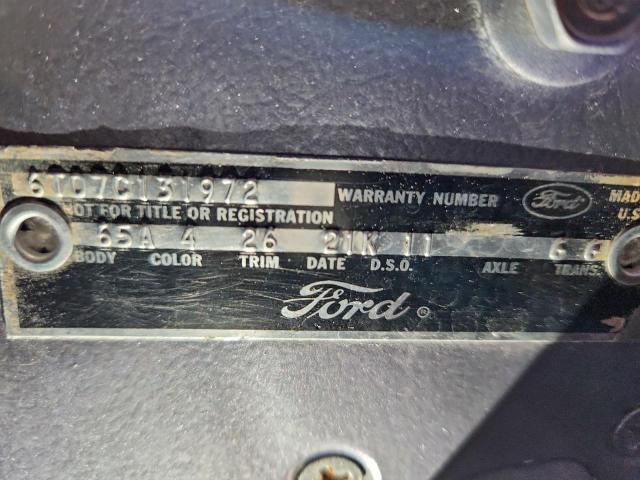 6T07C131972 WARRANTY NUMBER Ford MADE
NOT FOR TITLE OR REGISTRATION U.S.
65A 4 26 21K 11 6 6
BODY COLOR TRIM DATE D.S.O. AXLE TRANS.
Ford ®